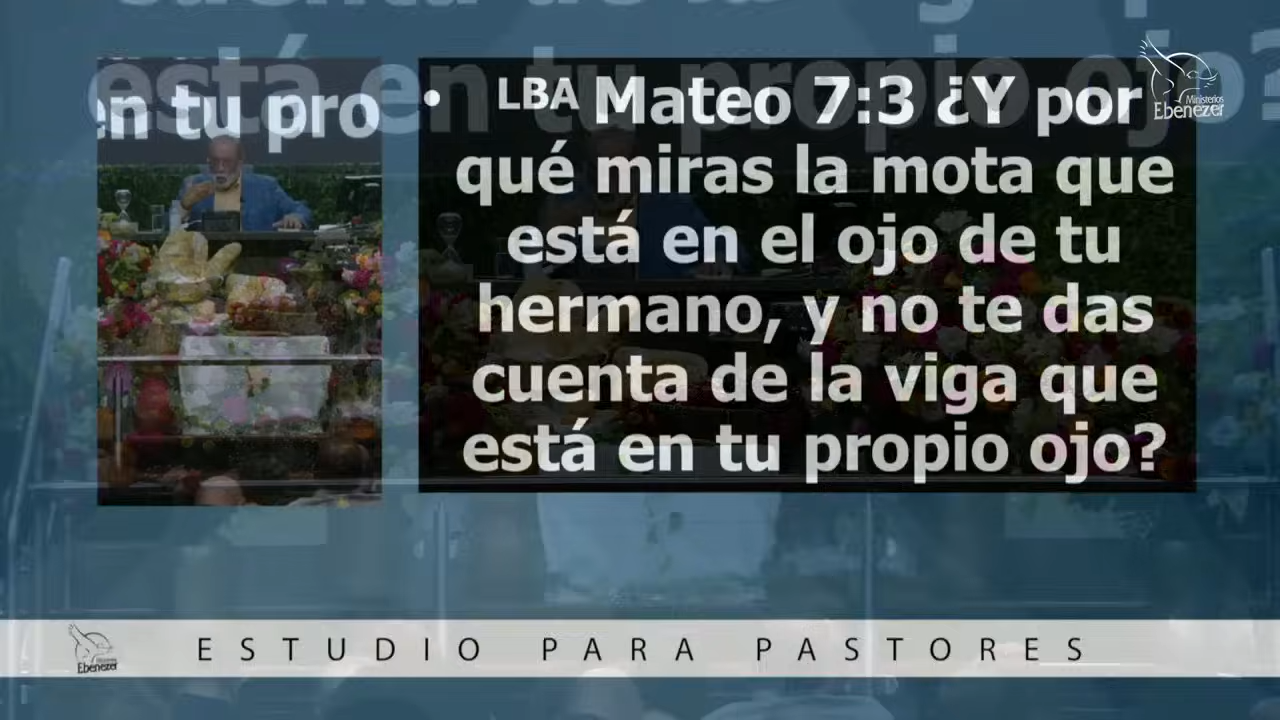 está en tu propio ojo?
en tu pro
• LBA Mateo 7:3 ¿Y por
qué miras la mota que
está en el ojo de tu
hermano, y no te das
cuenta de la viga que
está en tu propio ojo?
Ministerios
Ebenezer
Ministerios
Ebenezer
ESTUDIO PARA PASTORES